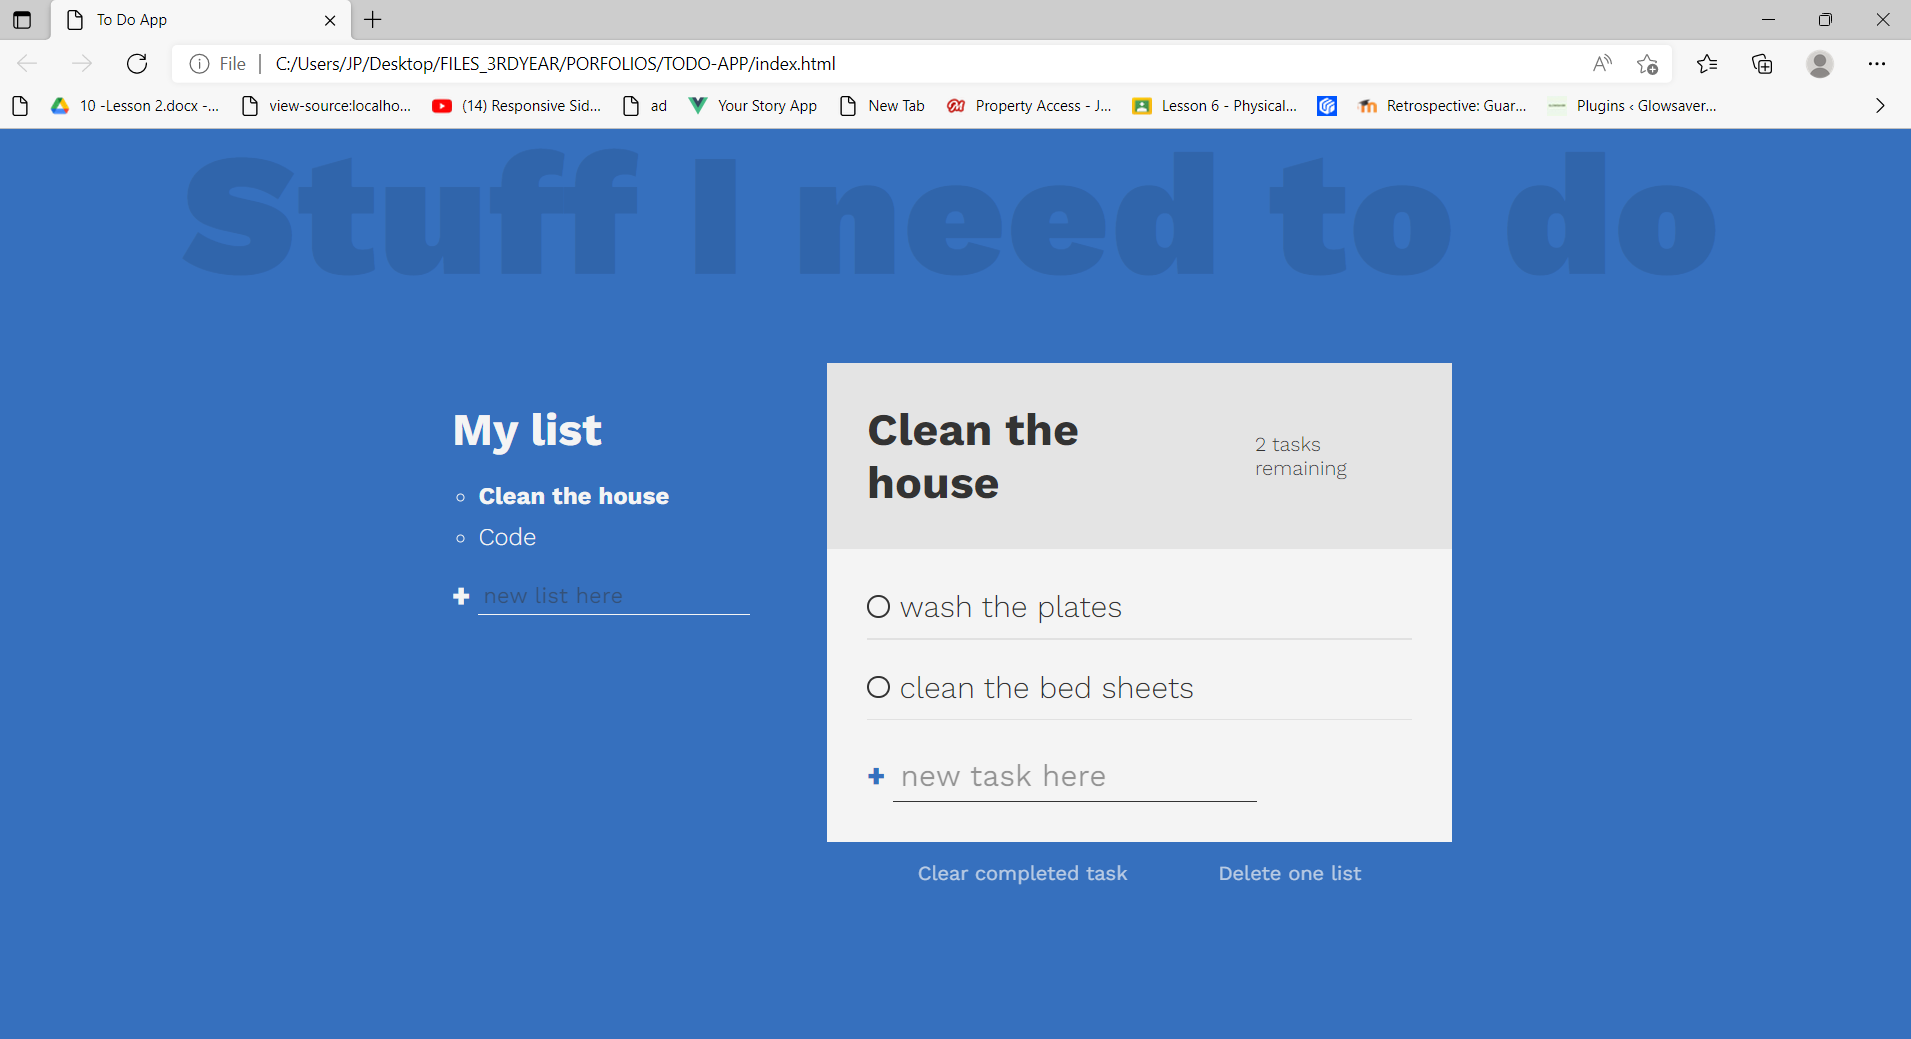 To Do App
File
C:/Users/JP/Desktop/FILES_3RDYEAR/PORFOLIOS/TODO-APP/index.html
10 -Lesson 2.docx -...
view-source:localho...
(14) Responsive Sid...
ad
Your Story App
New Tab
Property Access - J...
Lesson 6 - Physical...
Retrospective: Guar...
Plugins ‹ Glowsaver...
Stuff I need to do
My list
Clean the house
Code
new list here
Clean the
house
2 tasks
remaining
wash the plates
clean the bed sheets
new task here
Clear completed task
Delete one list